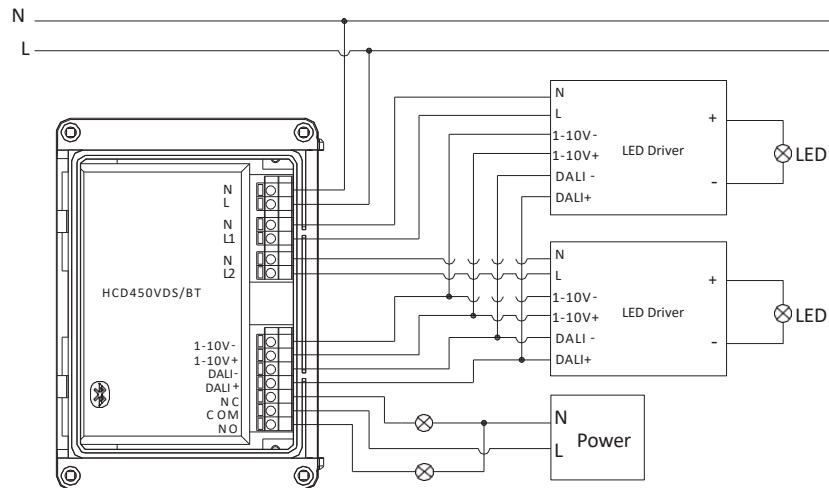 N
L
N
L
N
L1
N
L2
HCD450VDS/BT
1-10V-
1-10V+
DALI-
DALI+
NC
COM
NO
N
L
1-10V-
1-10V+
DALI -
DALI+
LED Driver
+
-
LED
N
L
1-10V-
1-10V+
DALI -
DALI+
LED Driver
+
-
LED
N
L
Power